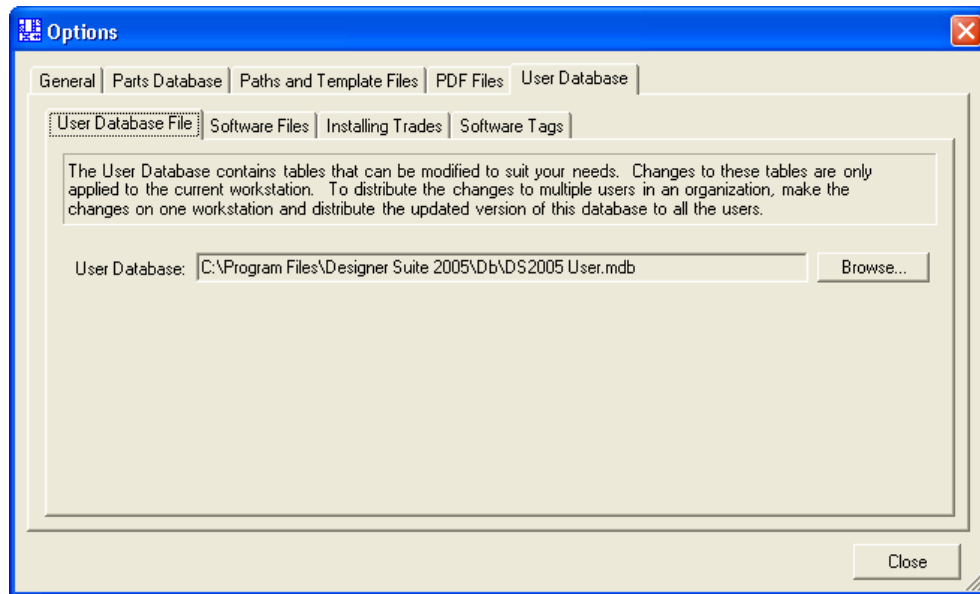 Options
General
Parts Database
Paths and Template Files
PDF Files
User Database
User Database File
Software Files
Installing Trades
Software Tags
The User Database contains tables that can be modified to suit your needs.  Changes to these tables are only
applied to the current workstation.  To distribute the changes to multiple users in an organization, make the
changes on one workstation and distribute the updated version of this database to all the users.
User Database: C:\Program Files\Designer Suite 2005\Db\DS2005 User.mdb Browse...
Close